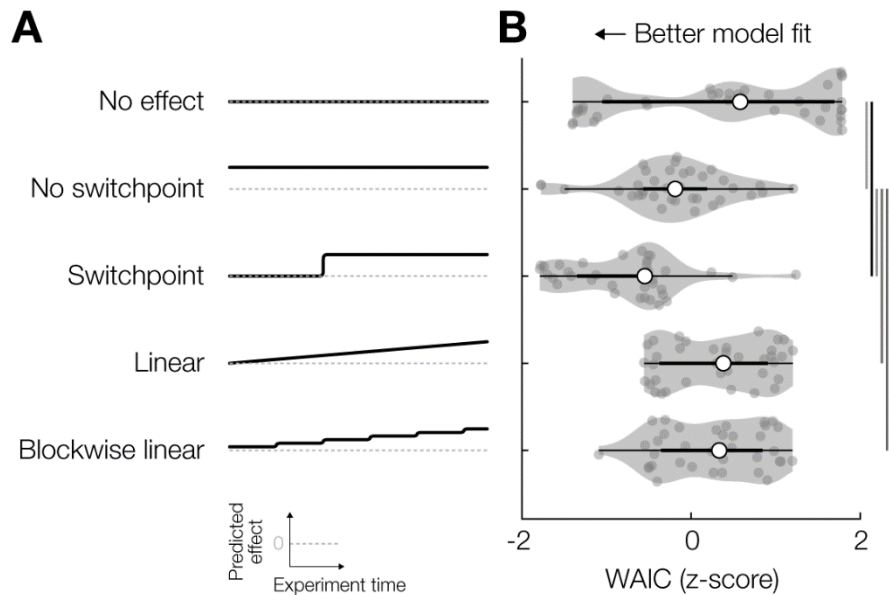 A
B
← Better model fit
No effect
No switchpoint
Switchpoint
Linear
Blockwise linear
Predicted
effect
0
Experiment time
-2
0
2
WAIC (z-score)